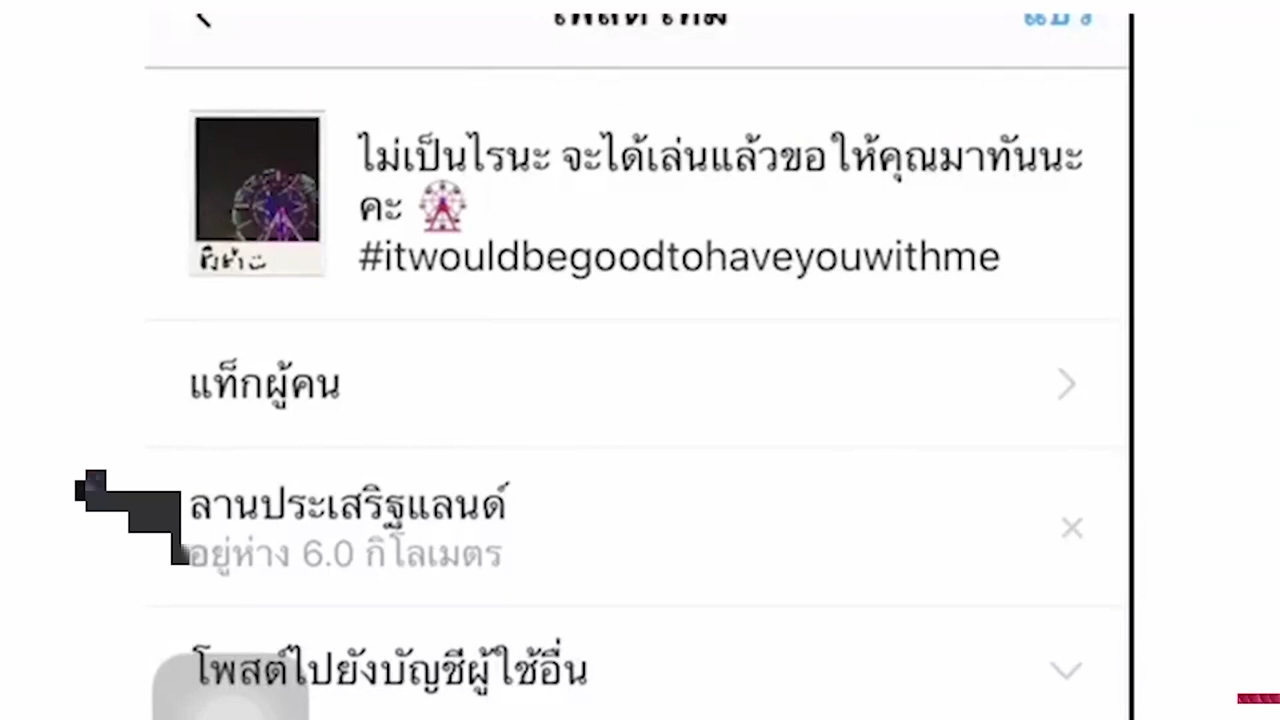 ไม่เป็นไรนะ จะได้เล่นแล้วขอให้คุณมาทันนะ
คะ 🎡
#itwouldbegoodtohaveyouwithme
แท็กผู้คน
ลานประเสริฐแลนด์
อยู่ห่าง 6.0 กิโลเมตร
โพสต์ไปยังบัญชีผู้ใช้อื่น